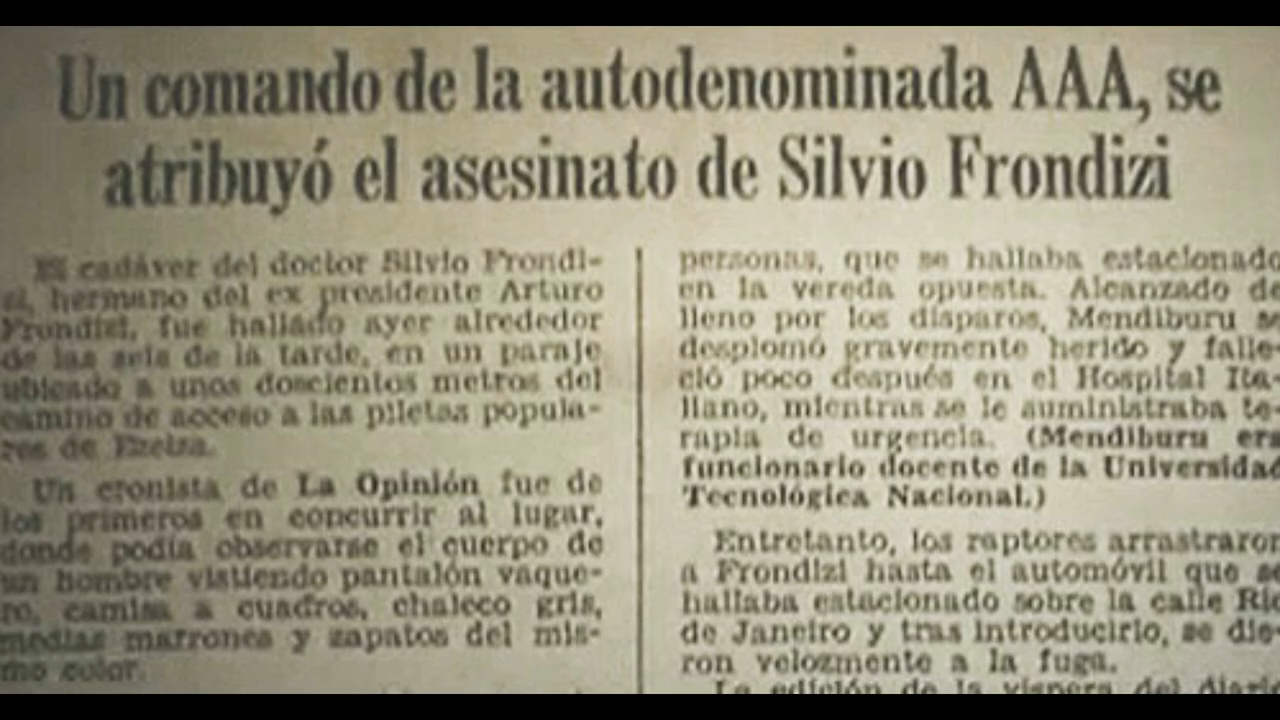 Un comando de la autodenominada AAA, se
atribuyó el asesinato de Silvio Frondizi
El cadáver del doctor Silvio Frondi-
zi, hermano del ex presidente Arturo
Frondizi, fue hallado ayer alrededor
de las seis de la tarde, en un paraje
ubicado a unos doscientos metros del
camino de acceso a las piletas popula-
res de Ezeiza.
Un cronista de La Opinión fue de
los primeros en concurrir al lugar,
donde podía observarse el cuerpo de
un hombre vistiendo pantalón vaque-
ro, camisa a cuadros, chaleco gris,
medias marrones y zapatos del mis-
mo color.
personas, que se hallaba estacionado
en la vereda opuesta. Alcanzado de
lleno por los disparos, Mendiburu se
desplomó gravemente herido y falle-
ció poco después en el Hospital Ita-
liano, mientras se le suministraba te-
rapia de urgencia. (Mendiburu era
funcionario docente de la Universidad
Tecnológica Nacional.)
Entretanto, los raptores arrastraron
a Frondizi hasta el automóvil que se
hallaba estacionado sobre la calle Río
de Janeiro y tras introducirlo, se die-
ron velozmente a la fuga.
La edición de la víspera del diario